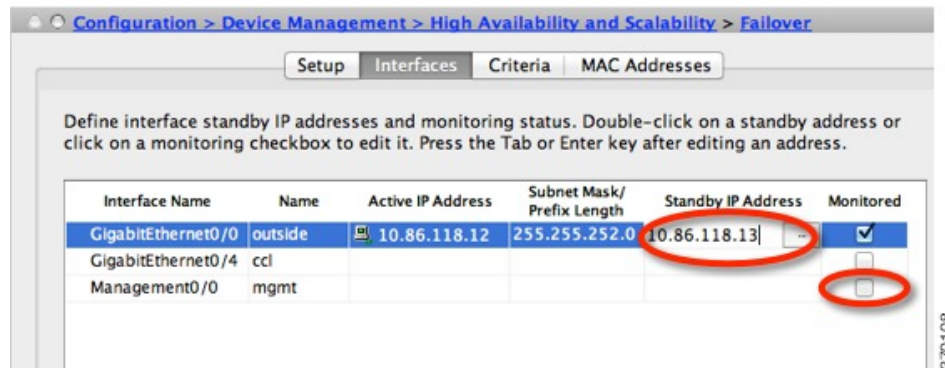 Configuration > Device Management > High Availability and Scalability > Failover
Setup Interfaces Criteria MAC Addresses
Define interface standby IP addresses and monitoring status. Double-click on a standby address or
click on a monitoring checkbox to edit it. Press the Tab or Enter key after editing an address.
Interface Name Name Active IP Address Subnet Mask/ Prefix Length Standby IP Address Monitored
GigabitEthernet0/0 outside 10.86.118.12 255.255.252.0 10.86.118.13 ..
GigabitEthernet0/4 ccl
Management0/0 mgmt